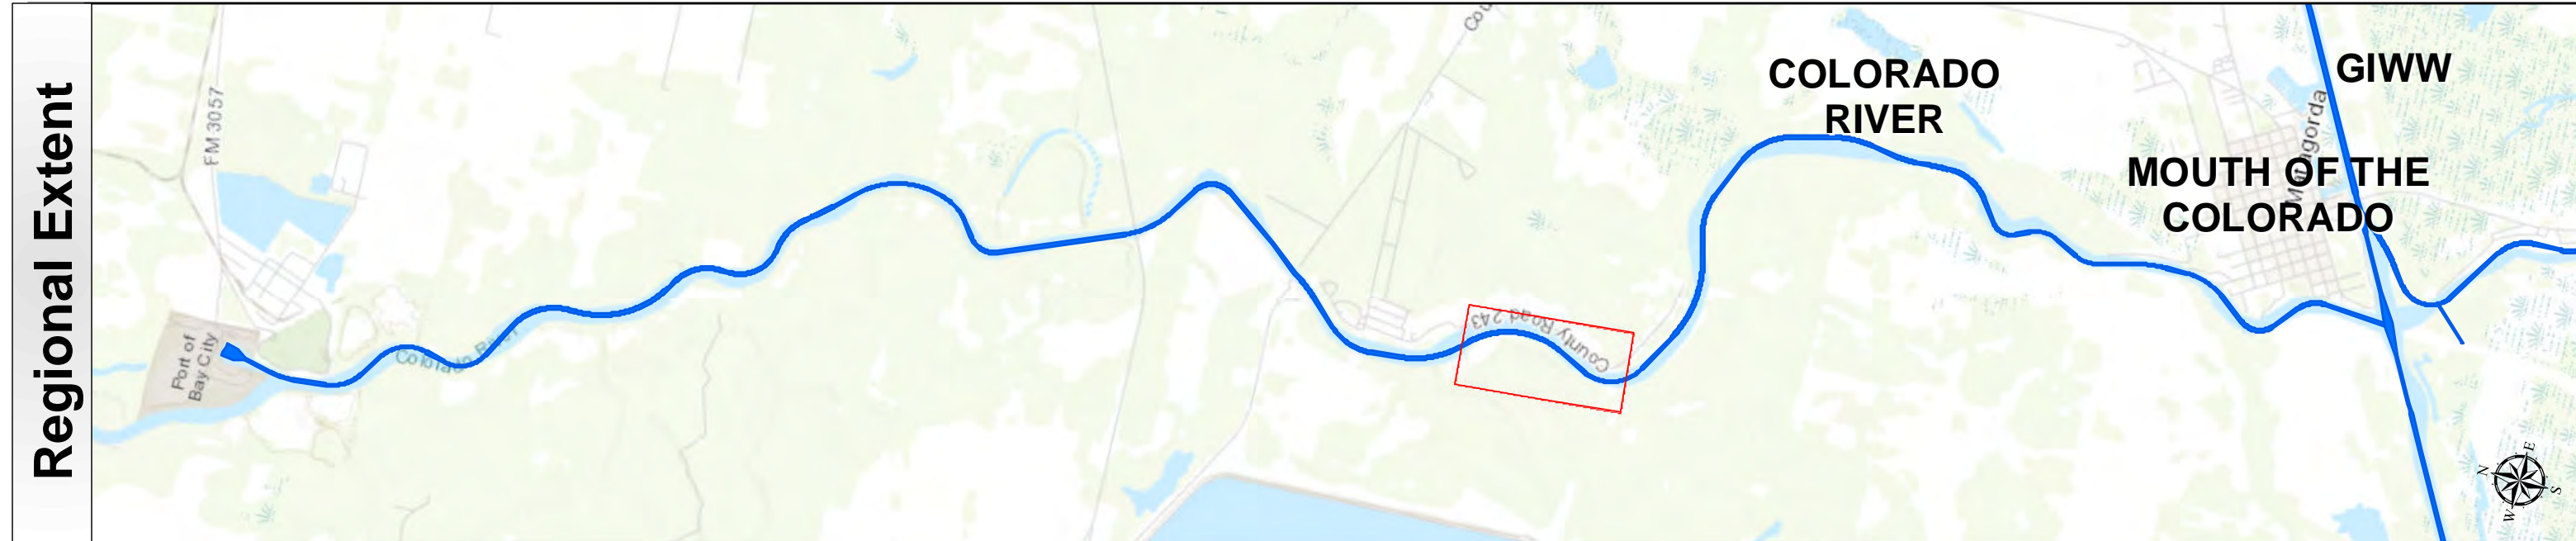 Regional Extent
FM 3057
Port of
Bay City
Colorado River
County Road 243
Cou
COLORADO
RIVER
GIWW
Matagorda
MOUTH OF THE
COLORADO
N
E
S
W